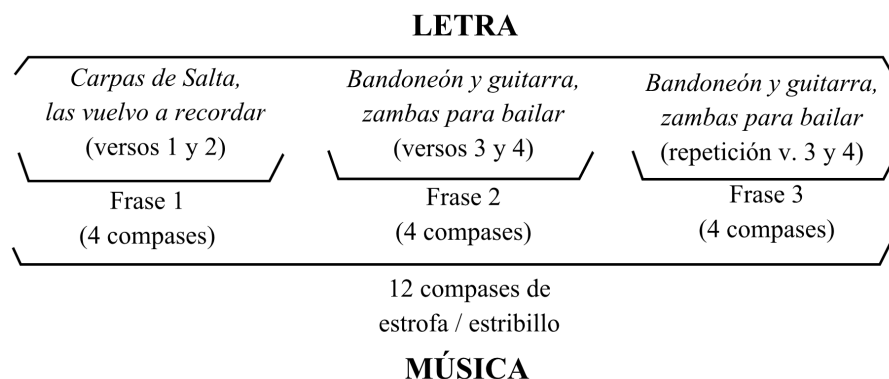 LETRA
Carpas de Salta,
las vuelvo a recordar
(versos 1 y 2)
Frase 1
(4 compases)
Bandoneón y guitarra,
zambas para bailar
(versos 3 y 4)
Frase 2
(4 compases)
Bandoneón y guitarra,
zambas para bailar
(repetición v. 3 y 4)
Frase 3
(4 compases)
12 compases de
estrofa / estribillo
MÚSICA